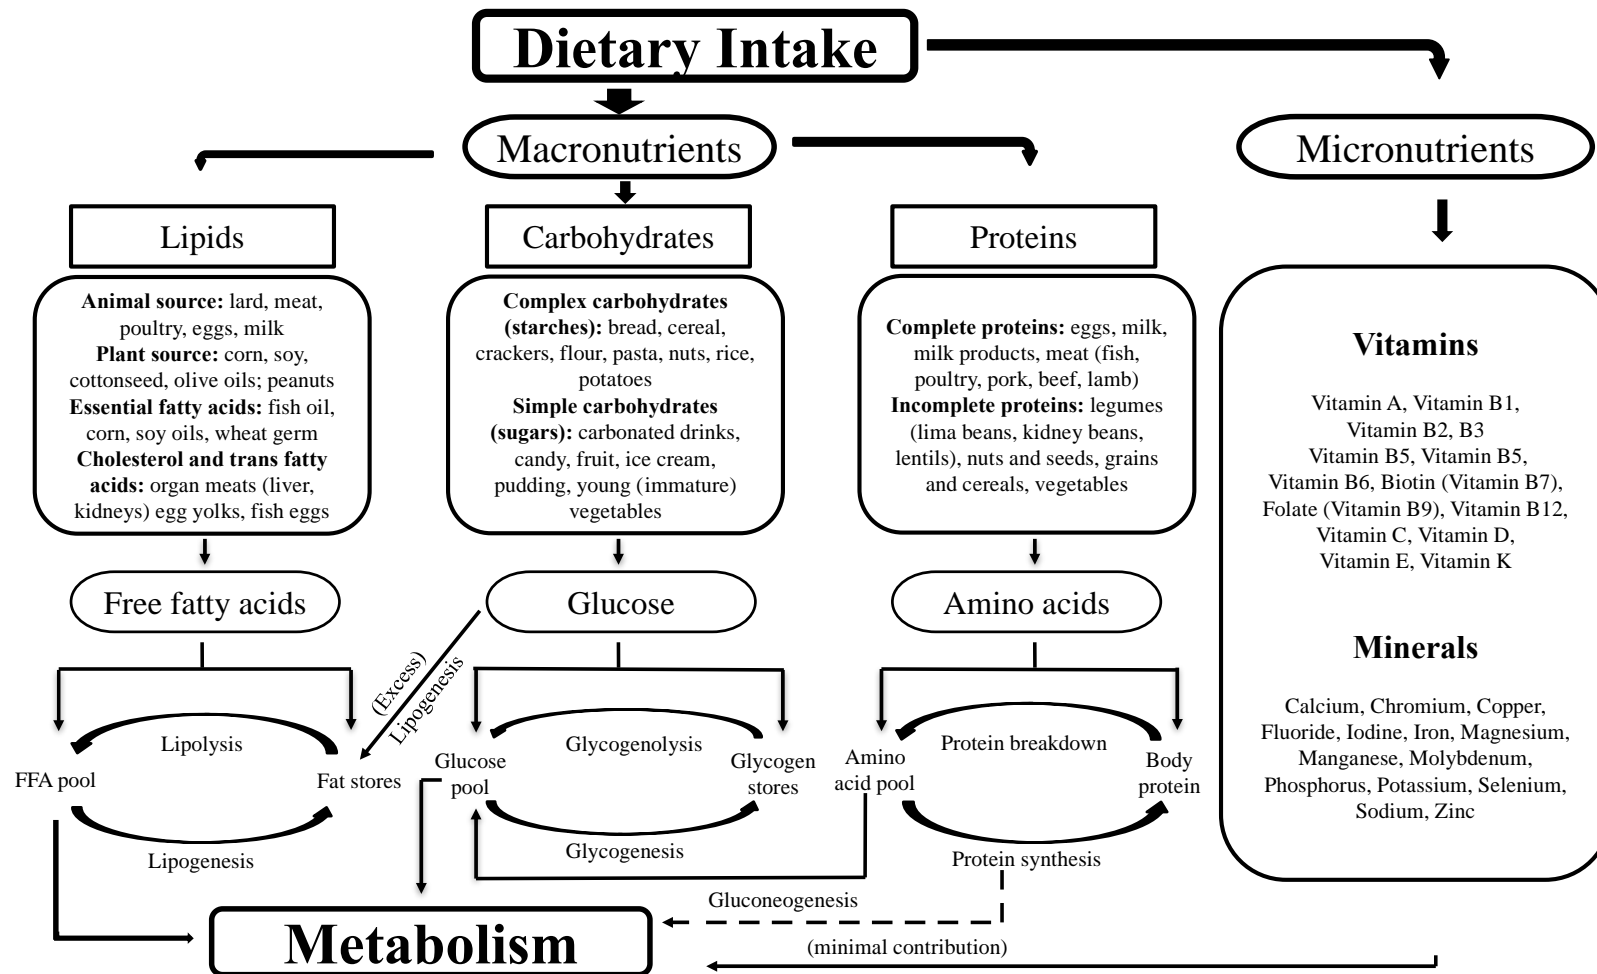 Dietary Intake
Macronutrients
Micronutrients
Lipids
Carbohydrates
Proteins
Animal source: lard, meat,
poultry, eggs, milk
Plant source: corn, soy,
cottonseed, olive oils; peanuts
Essential fatty acids: fish oil,
corn, soy oils, wheat germ
Cholesterol and trans fatty
acids: organ meats (liver,
kidneys) egg yolks, fish eggs
Complex carbohydrates
(starches): bread, cereal,
crackers, flour, pasta, nuts, rice,
potatoes
Simple carbohydrates
(sugars): carbonated drinks,
candy, fruit, ice cream,
pudding, young (immature)
vegetables
Complete proteins: eggs, milk,
milk products, meat (fish,
poultry, pork, beef, lamb)
Incomplete proteins: legumes
(lima beans, kidney beans,
lentils), nuts and seeds, grains
and cereals, vegetables
Vitamins
Vitamin A, Vitamin B1,
Vitamin B2, B3
Vitamin B5, Vitamin B5,
Vitamin B6, Biotin (Vitamin B7),
Folate (Vitamin B9), Vitamin B12,
Vitamin C, Vitamin D,
Vitamin E, Vitamin K
Minerals
Calcium, Chromium, Copper,
Fluoride, Iodine, Iron, Magnesium,
Manganese, Molybdenum,
Phosphorus, Potassium, Selenium,
Sodium, Zinc
Free fatty acids
Glucose
Amino acids
(Excess)
Lipogenesis
Lipolysis
FFA pool
Fat stores
Lipogenesis
Glycogenolysis
Glucose
pool
Glycogen
stores
Glycogenesis
Protein breakdown
Amino
acid pool
Body
protein
Protein synthesis
Gluconeogenesis
(minimal contribution)
Metabolism